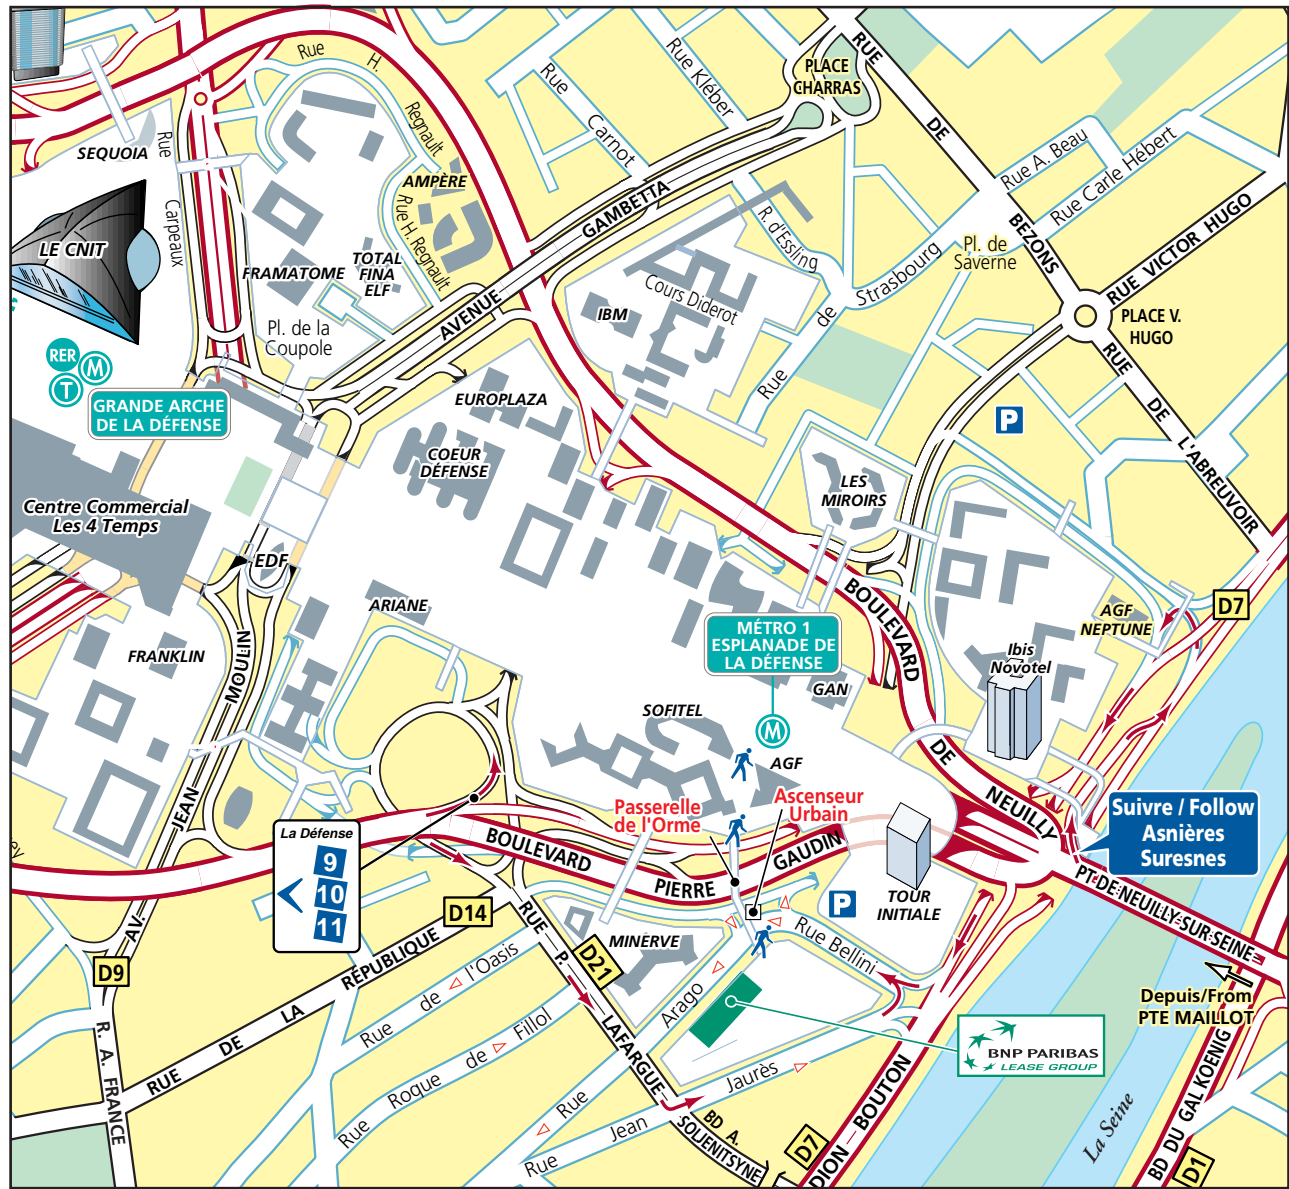 Rue
H.
Regnault
Rue H. Regnault
Rue
Carnot
Rue Kléber
PLACE
CHARRAS
RUE
DE
BEZONS
SEQUOIA
Rue
Carpeaux
AMPÈRE
GAMBETTA
AVENUE
R. d'Essling
Rue A. Beau
Rue Carle Hébert
RUE VICTOR HUGO
LE CNIT
FRAMATOME
TOTAL
FINA
ELF
Pl. de la
Coupole
IBM
Cours Diderot
Rue
de
Strasbourg
Pl. de
Saverne
PLACE V.
HUGO
RUE
DE
L'ABREUVOIR
RER
M
T
GRANDE ARCHE
DE LA DÉFENSE
EUROPLAZA
COEUR
DÉFENSE
P
LES
MIROIRS
Centre Commercial
Les 4 Temps
EDF
ARIANE
FRANKLIN
MOULIN
JEAN
AV.
MÉTRO 1
ESPLANADE DE
LA DÉFENSE
M
GAN
BOULEVARD
DE
NEUILLY
AGF
NEPTUNE
D7
Ibis
Novotel
SOFITEL
AGF
Passerelle
de l'Orme
Ascenseur
Urbain
Suivre / Follow
Asnières
Suresnes
La Défense
9
10
11
BOULEVARD
PIERRE
GAUDIN
TOUR
INITIALE
P
PT DE NEUILLY-SUR-SEINE
D14
D21
D9
MINERVE
Rue Bellini
RUE
DE
LA
RÉPUBLIQUE
Rue
de
l'Oasis
Rue
Roque
de
Fillol
RUE
P.
LAFARGUE
Rue
Arago
Rue
Jean
Jaurès
R. A. FRANCE
BD A.
SOLJENITSYNE
D7
DION - BOUTON
BNP PARIBAS
LEASE GROUP
Depuis/From
PTE MAILLOT
La Seine
BD DU GAL KOENIG
D1